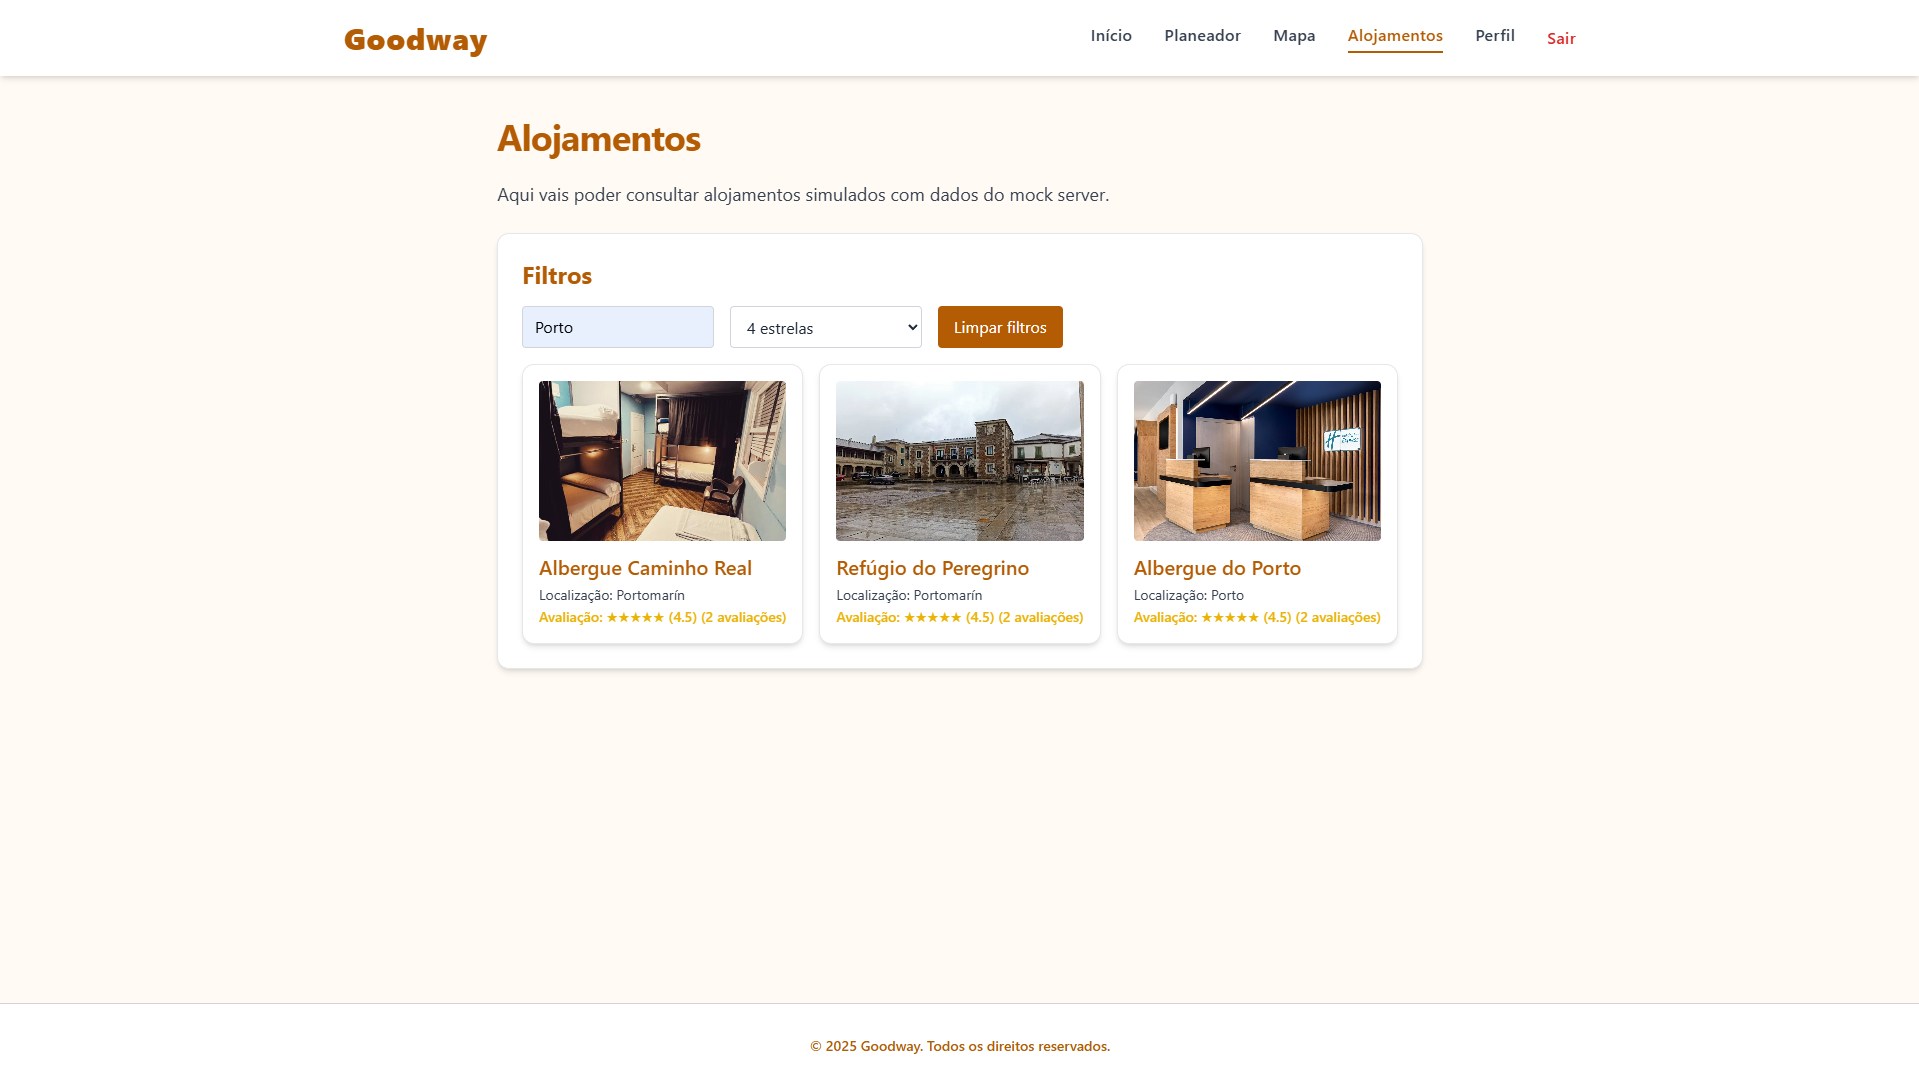 Goodway
Início
Planeador
Mapa
Alojamentos
Perfil
Sair
Alojamentos
Aqui vais poder consultar alojamentos simulados com dados do mock server.
Filtros
Porto
4 estrelas
Limpar filtros
Albergue Caminho Real
Localização: Portomarín
Avaliação: ★★★★★ (4.5) (2 avaliações)
Refúgio do Peregrino
Localização: Portomarín
Avaliação: ★★★★★ (4.5) (2 avaliações)
Albergue do Porto
Localização: Porto
Avaliação: ★★★★★ (4.5) (2 avaliações)
© 2025 Goodway. Todos os direitos reservados.